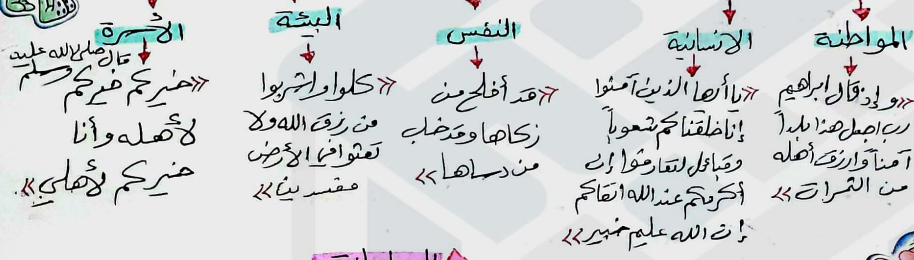 المواطنة
«وإذ قال ابراهيم
رب اجعل هذا بلداً
آمناً وارزق أهله
من الثمرات»
الانسانية
«يا أيها الذين آمنوا
إنا خلقناكم شعوباً
وقبائل لتعارفوا إن
أكرمكم عند الله اتقاكم
إن الله عليم خبير»
النفس
«قد أفلح من
زكاها وقد خاب
من دساها»
البيئة
«كلوا واشربوا
من رزق الله ولا
تعثوا في الأرض
مفسدين»
الأسرة
قال صلى الله عليه
وسلم
«خيركم خيركم
لأهله وأنا
خيركم لأهلي».